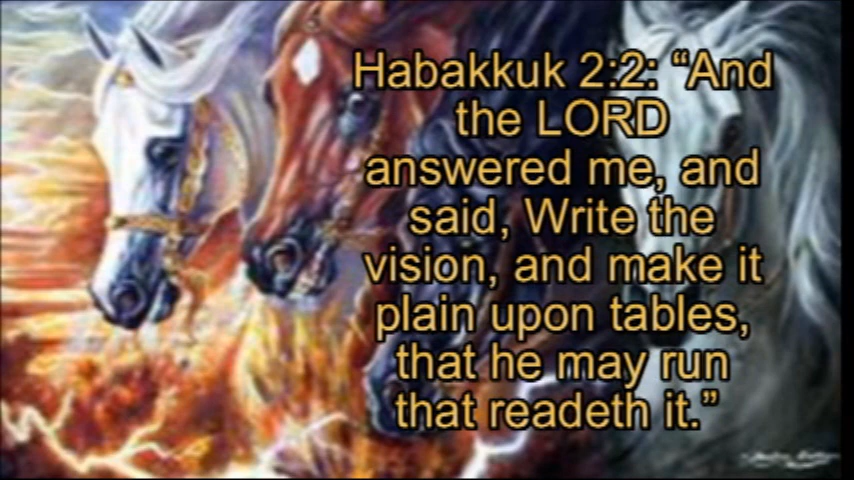 Habakkuk 2:2: “And
the LORD
answered me, and
said, Write the
vision, and make it
plain upon tables,
that he may run
that readeth it.”